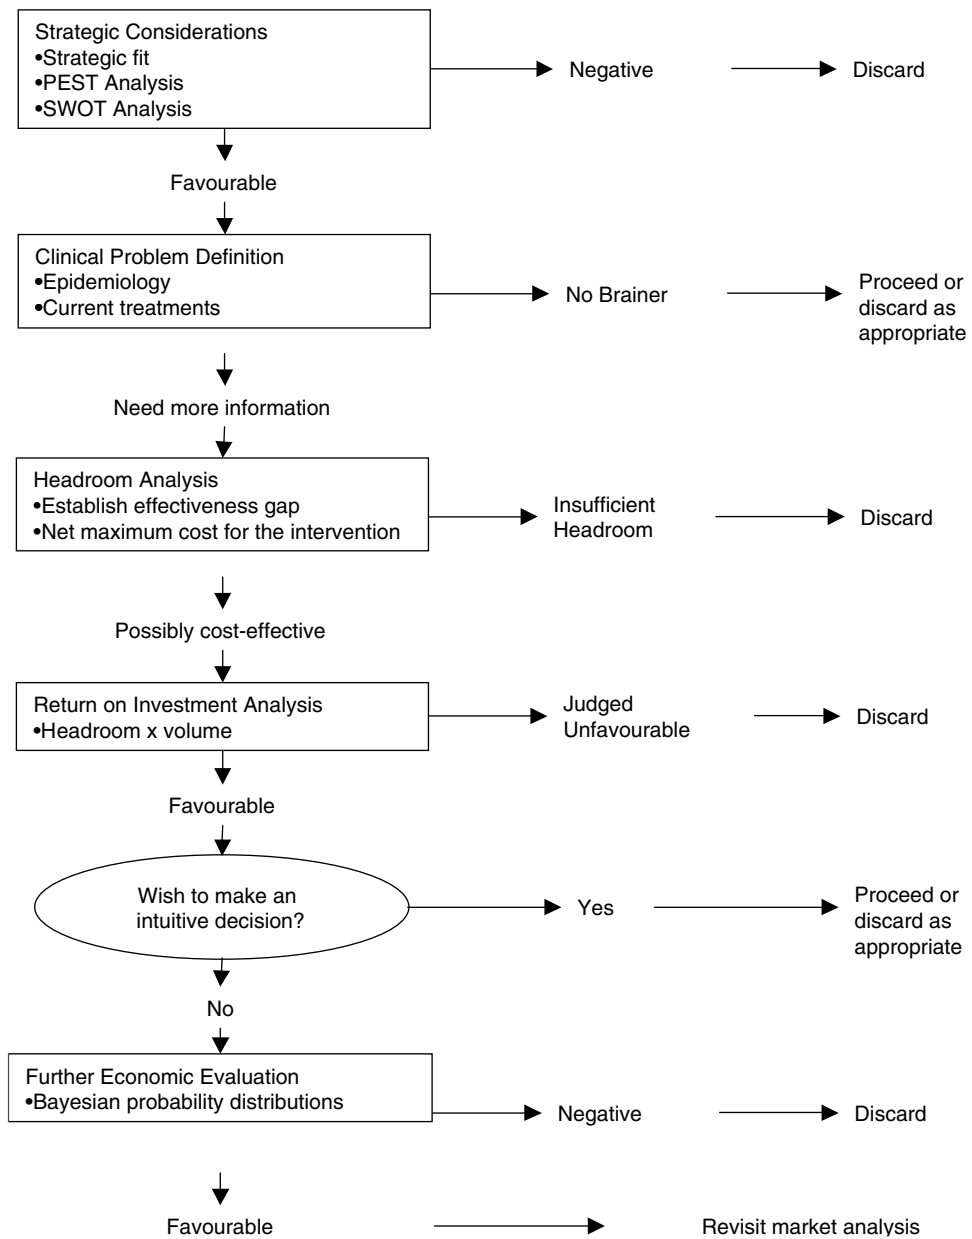 Strategic Considerations
•Strategic fit
•PEST Analysis
•SWOT Analysis
Negative
Discard
Favourable
Clinical Problem Definition
•Epidemiology
•Current treatments
No Brainer
Proceed or
discard as
appropriate
Need more information
Headroom Analysis
•Establish effectiveness gap
•Net maximum cost for the intervention
Insufficient
Headroom
Discard
Possibly cost-effective
Return on Investment Analysis
•Headroom x volume
Judged
Unfavourable
Discard
Favourable
Wish to make an
intuitive decision?
Yes
Proceed or
discard as
appropriate
No
Further Economic Evaluation
•Bayesian probability distributions
Negative
Discard
Favourable
Revisit market analysis